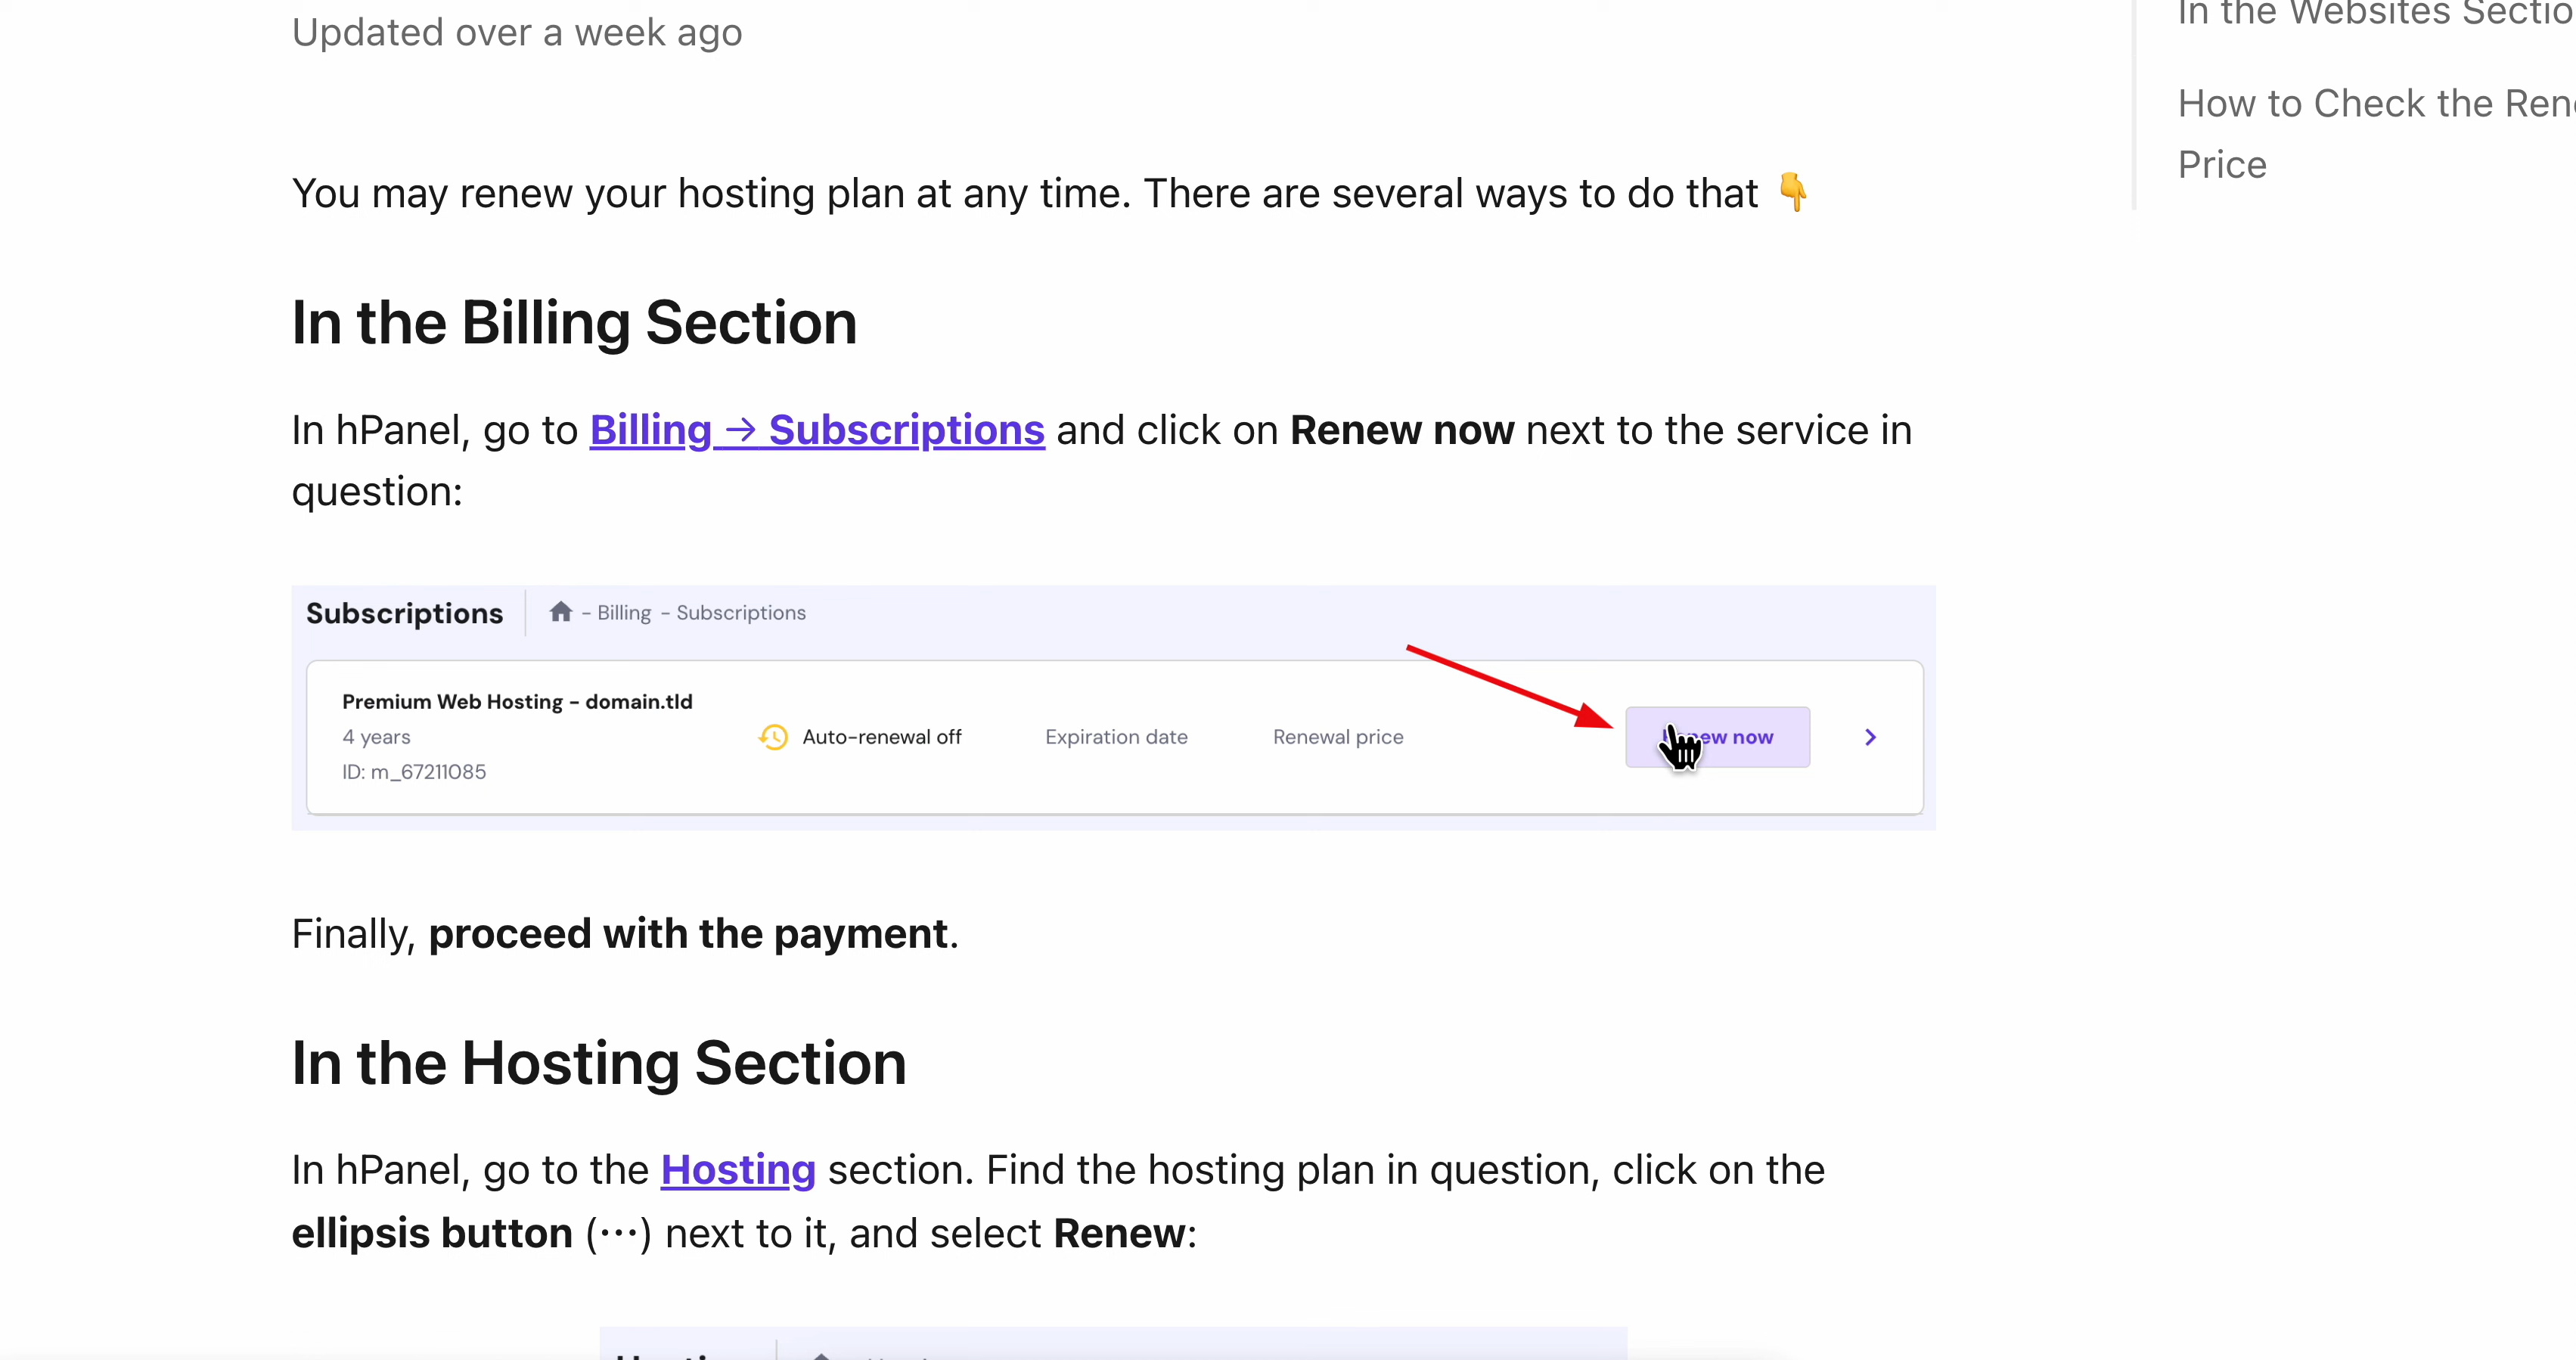 Updated over a week ago
In the Websites
How to Check the
Price
You may renew your hosting plan at any time. There are several ways to do that 👇
In the Billing Section
In hPanel, go to Billing → Subscriptions and click on Renew now next to the service in
question:
Subscriptions
- Billing - Subscriptions
Premium Web Hosting - domain.tld
4 years
ID: m_67211085
Auto-renewal off
Expiration date
Renewal price
now
Finally, proceed with the payment.
In the Hosting Section
In hPanel, go to the Hosting section. Find the hosting plan in question, click on the
ellipsis button (···) next to it, and select Renew: